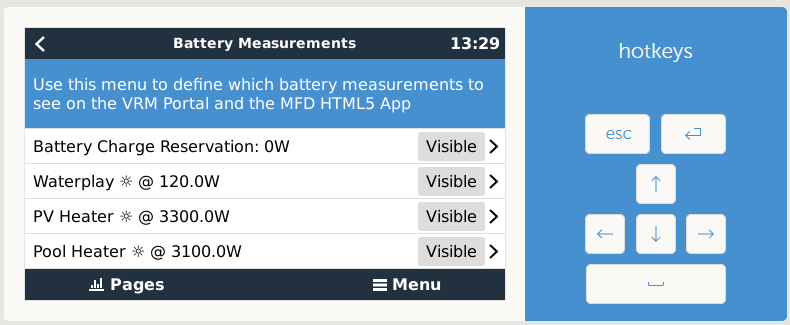 Battery Measurements 13:29
Use this menu to define which battery measurements to
see on the VRM Portal and the MFD HTML5 App
Battery Charge Reservation: 0W Visible
Waterplay ☼ @ 120.0W Visible
PV Heater ☼ @ 3300.0W Visible
Pool Heater ☼ @ 3100.0W Visible
Pages Menu
hotkeys
esc